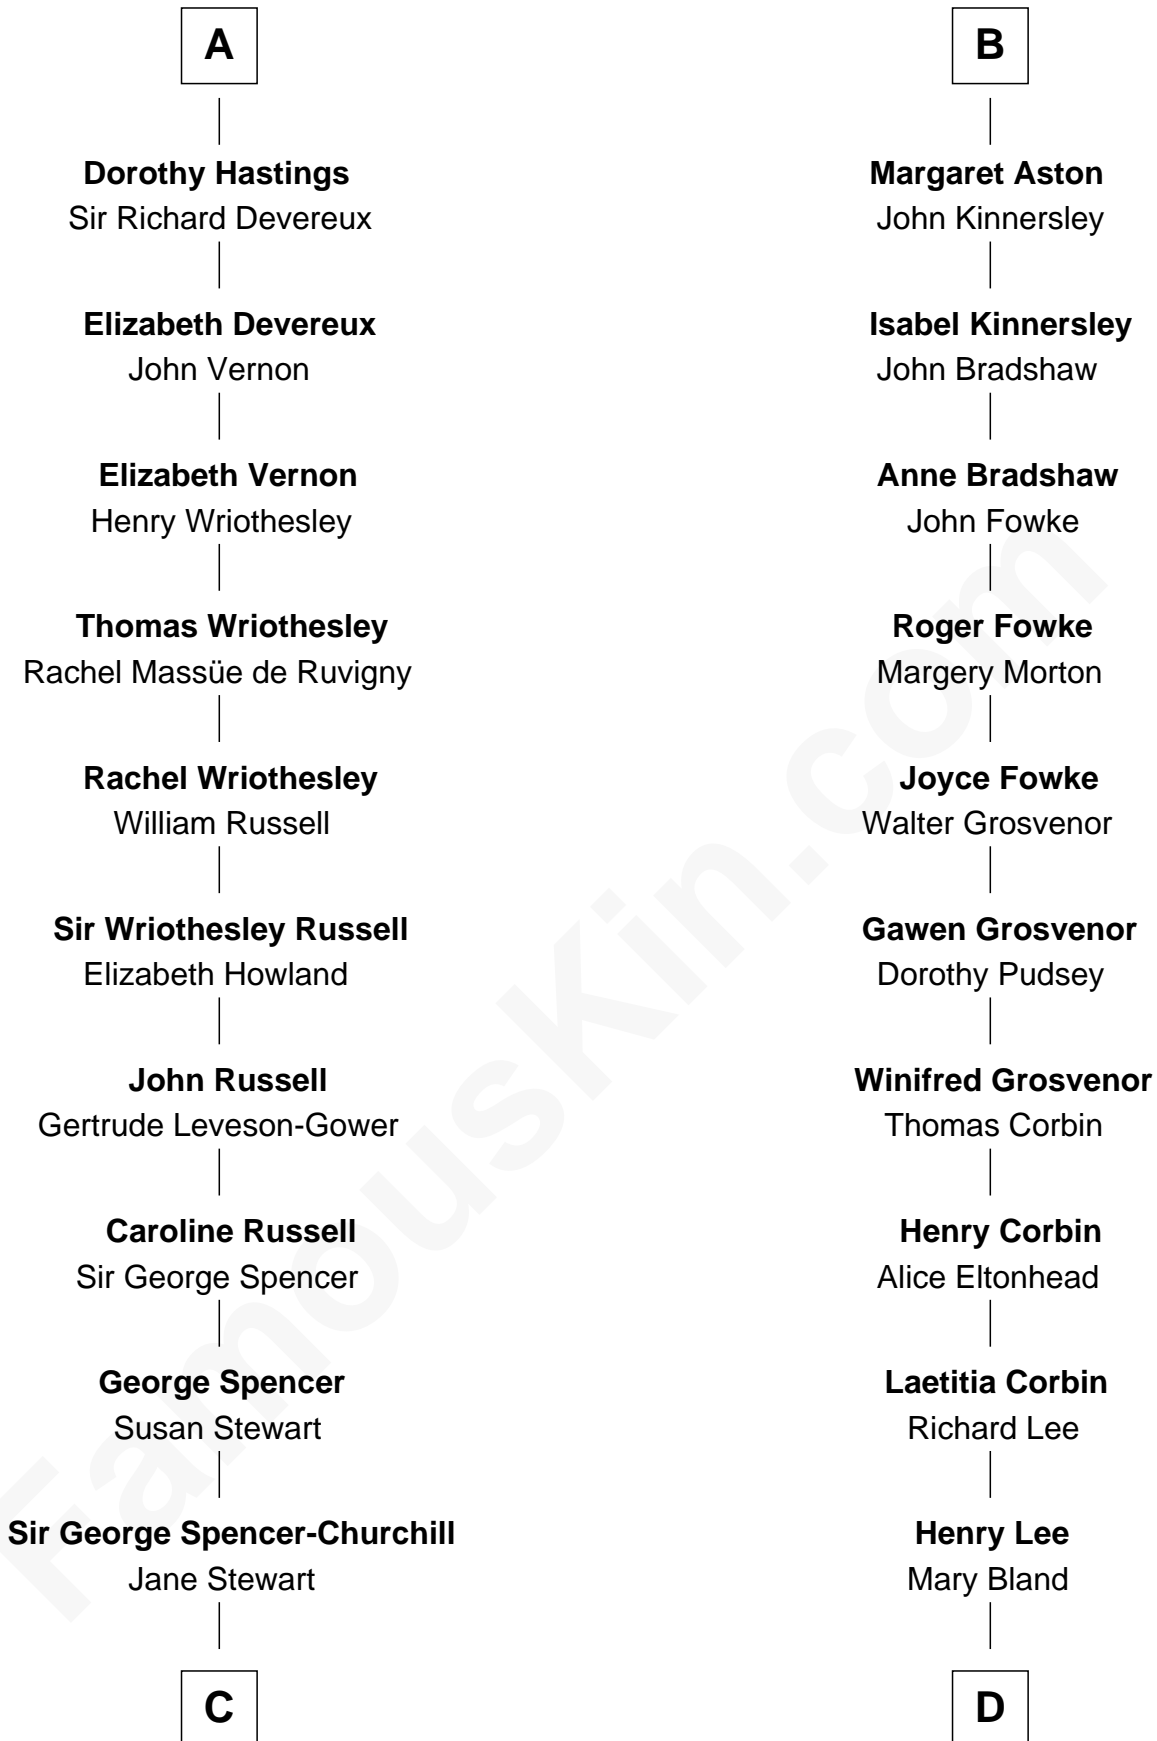 A
Dorothy Hastings
Sir Richard Devereux
Elizabeth Devereux
John Vernon
Elizabeth Vernon
Henry Wriothesley
Thomas Wriothesley
Rachel Massüe de Ruvigny
Rachel Wriothesley
William Russell
Sir Wriothesley Russell
Elizabeth Howland
John Russell
Gertrude Leveson-Gower
Caroline Russell
Sir George Spencer
George Spencer
Susan Stewart
Sir George Spencer-Churchill
Jane Stewart
C
B
Margaret Aston
John Kinnersley
Isabel Kinnersley
John Bradshaw
Anne Bradshaw
John Fowke
Roger Fowke
Margery Morton
Joyce Fowke
Walter Grosvenor
Gawen Grosvenor
Dorothy Pudsey
Winifred Grosvenor
Thomas Corbin
Henry Corbin
Alice Eltonhead
Laetitia Corbin
Richard Lee
Henry Lee
Mary Bland
D
FamousKin.com